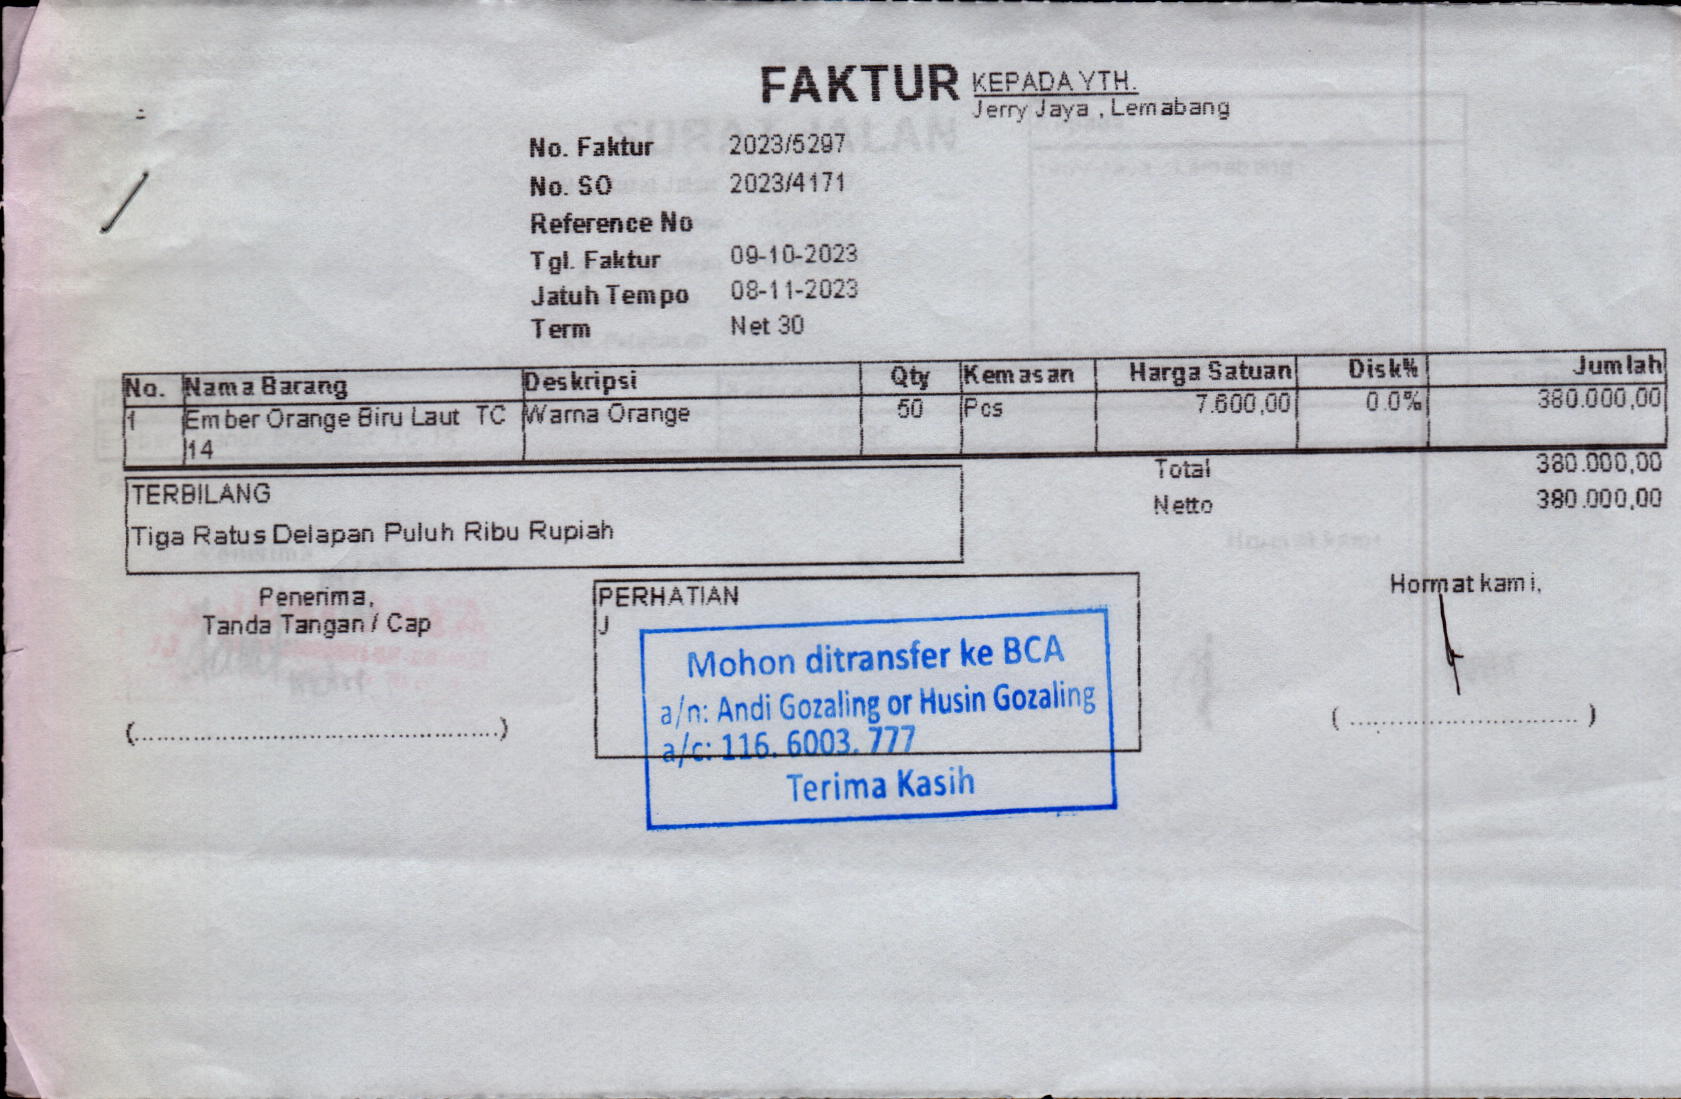 FAKTUR
KEPADA YTH.
Jerry Jaya , Lemabang
No. Faktur 2023/5297
No. SO 2023/4171
Reference No
Tgl. Faktur 09-10-2023
Jatuh Tempo 08-11-2023
Term Net 30
No. Nama Barang Deskripsi Qty Kemasan Harga Satuan Disk% Jumlah
1 Ember Orange Biru Laut TC Warna Orange 50 Pcs 7.600,00 0.0% 380.000,00
14
Total 380.000,00
Netto 380.000,00
TERBILANG
Tiga Ratus Delapan Puluh Ribu Rupiah
Penerima,
Tanda Tangan / Cap
(................................................)
PERHATIAN
J
Mohon ditransfer ke BCA
a/n: Andi Gozaling or Husin Gozaling
a/c: 116. 6003. 777
Terima Kasih
Hormat kami,
( .............................. )